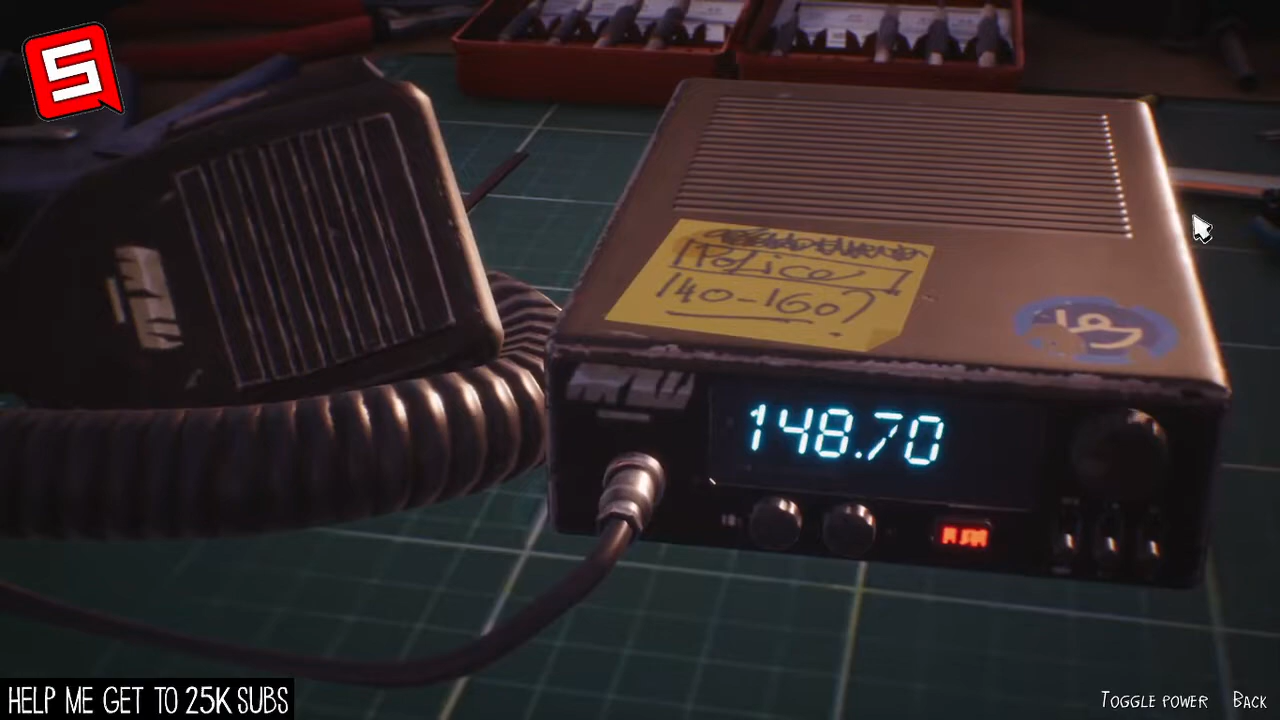 S
[Police]
140-160?
148.70
HELP ME GET TO 25K SUBS
TOGGLE POWER BACK